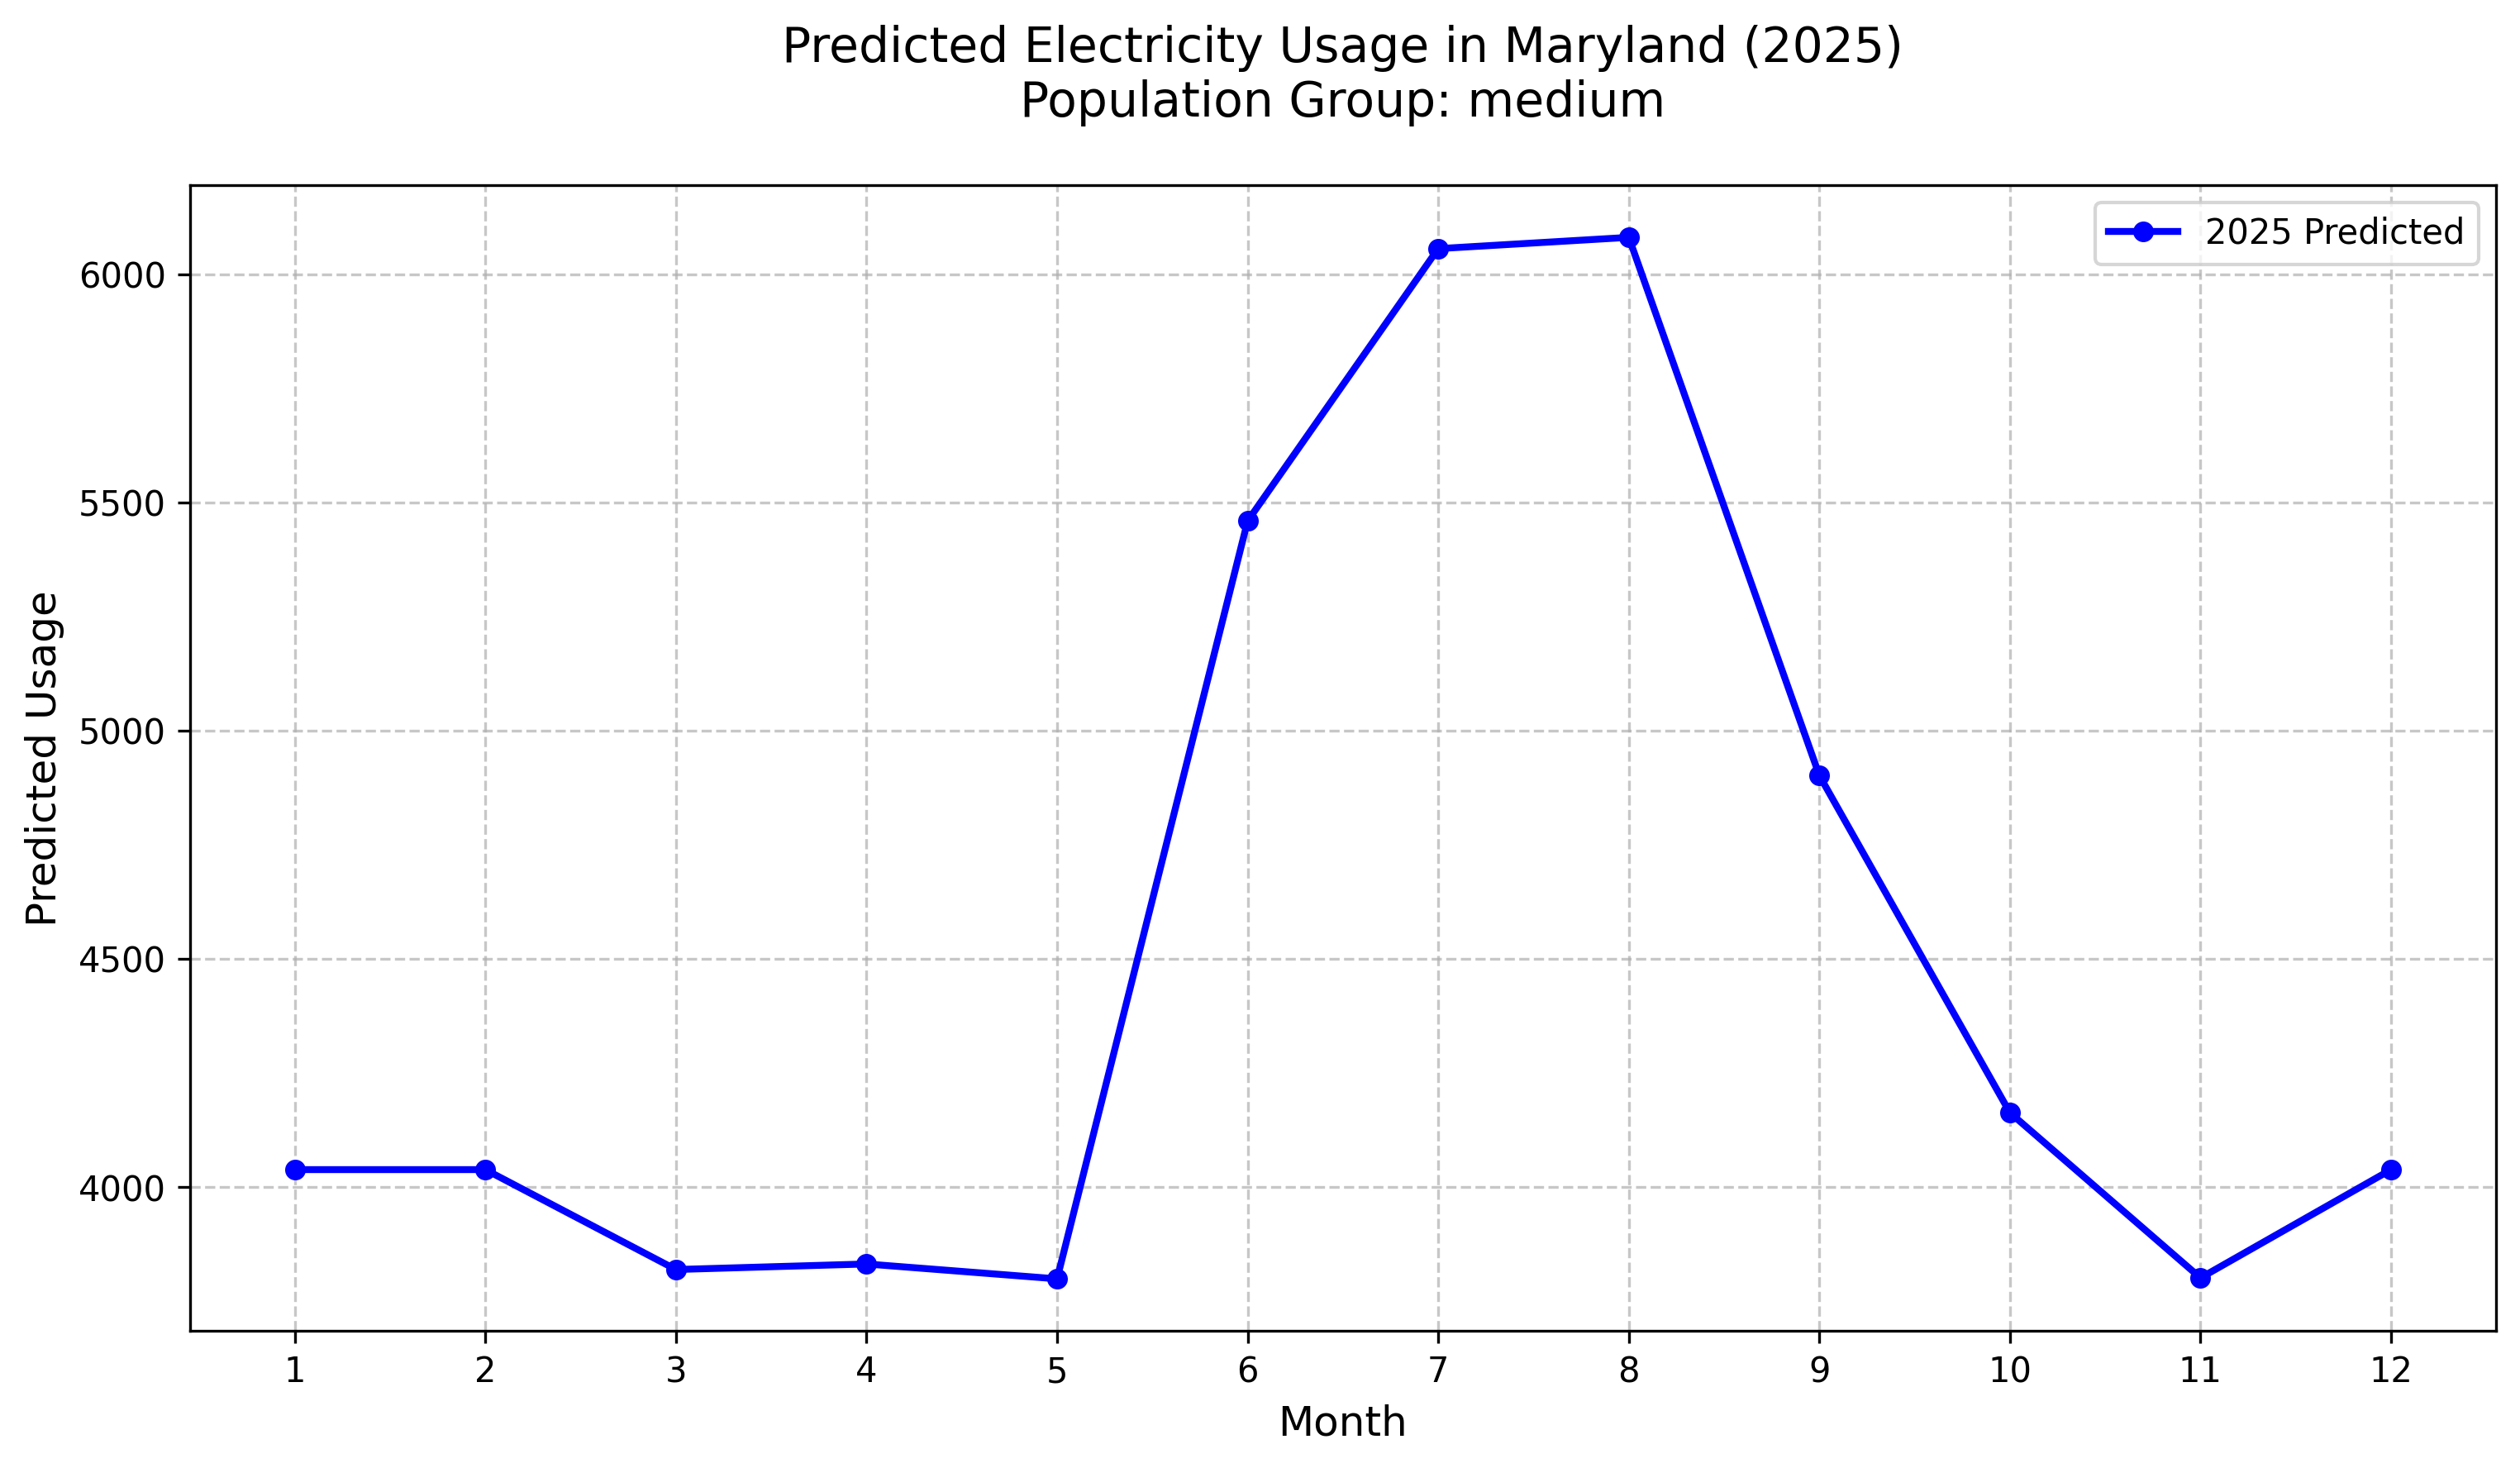 Predicted Electricity Usage in Maryland (2025)
Population Group: medium
2025 Predicted
Predicted Usage
6000
5500
5000
4500
4000
1 2 3 4 5 6 7 8 9 10 11 12
Month